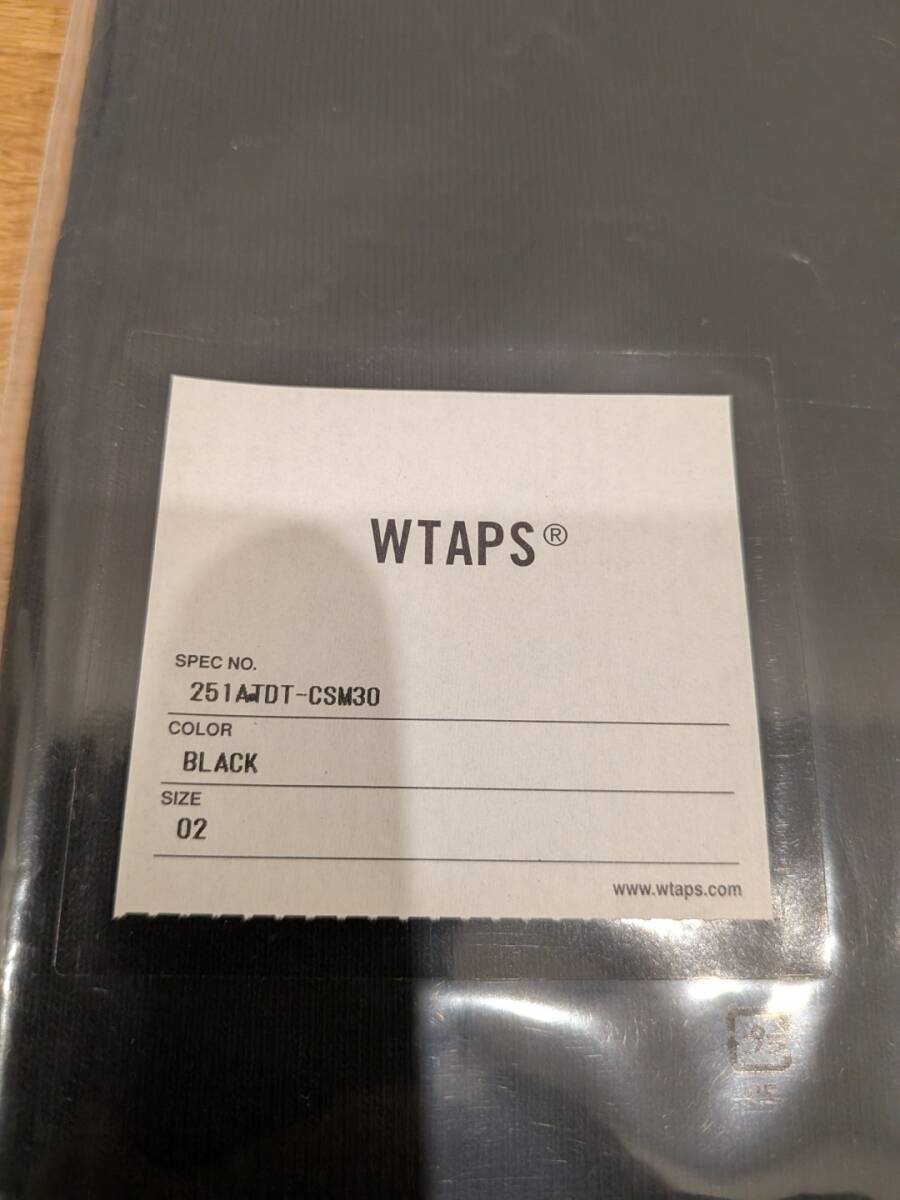 WTAPS®
SPEC NO.
251ATDT-CSM30
COLOR
BLACK
SIZE
02
www.wtaps.com